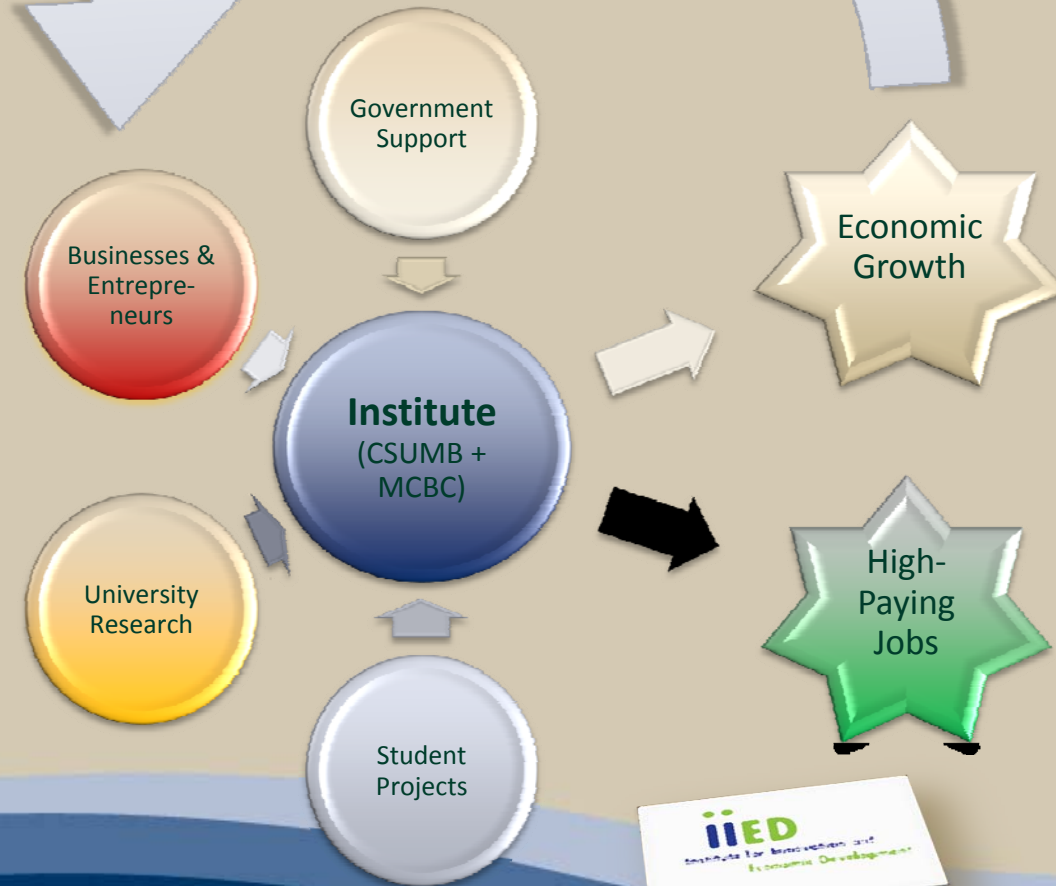 Government
Support
Businesses &
Entrepre-
neurs
Economic
Growth
Institute
(CSUMB +
MCBC)
University
Research
High-
Paying
Jobs
Student
Projects
iiED
Institute for Innovation and
Economic Development